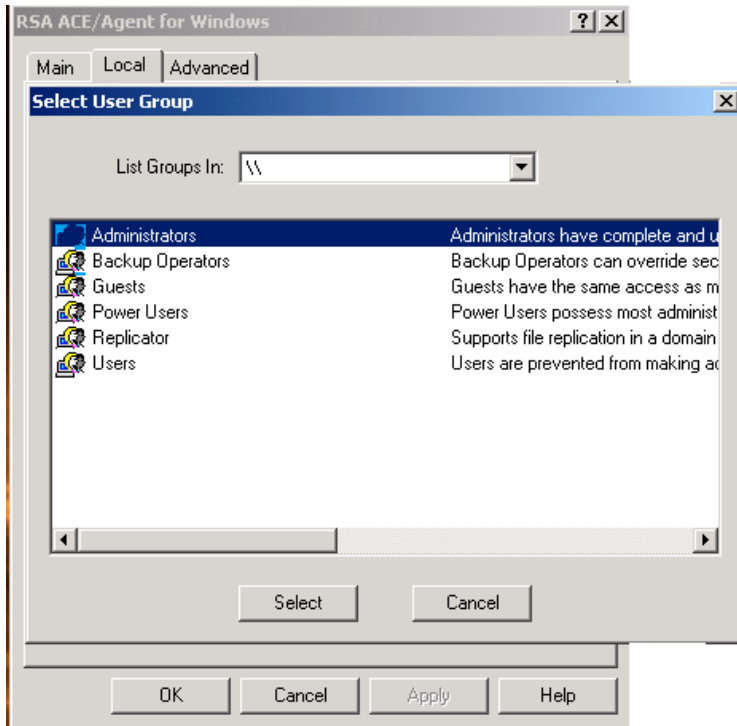 RSA ACE/Agent for Windows
Main Local Advanced
Select User Group
List Groups In: \\
Administrators Administrators have complete and u
Backup Operators Backup Operators can override sec
Guests Guests have the same access as m
Power Users Power Users possess most administ
Replicator Supports file replication in a domain
Users Users are prevented from making ac
Select Cancel
OK Cancel Apply Help